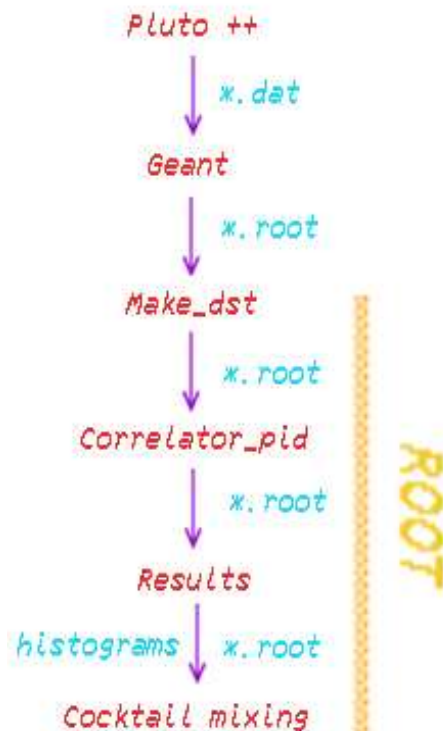 Pluto ++
*.dat
Geant
*.root
Make_dst
*.root
Correlator_pid
*.root
Results
histograms *.root
Cocktail mixing
ROOT